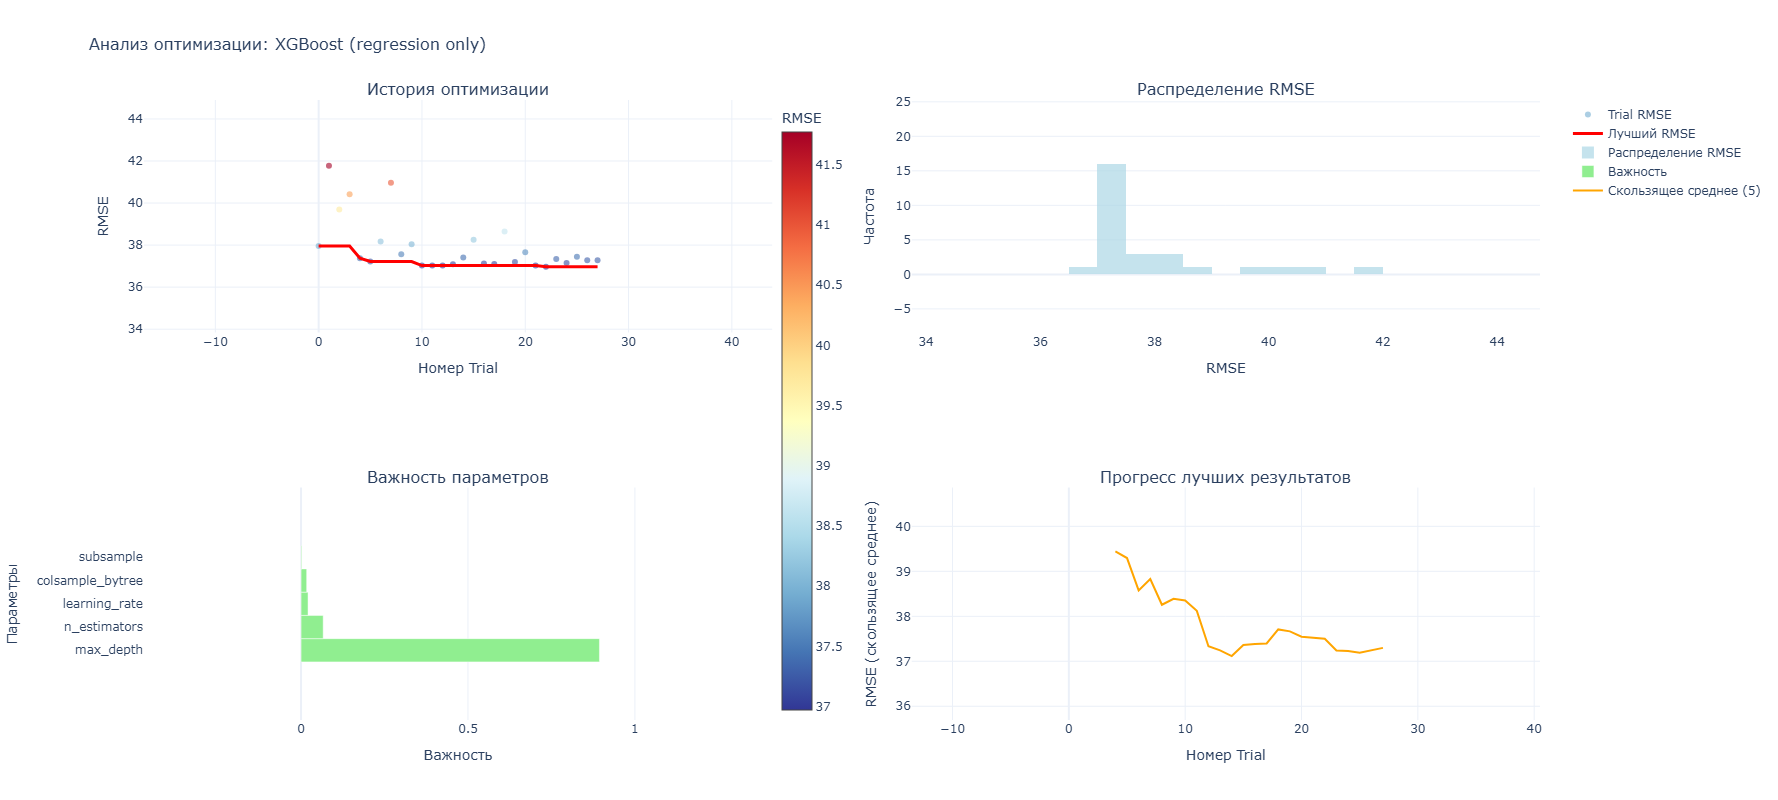 Анализ оптимизации: XGBoost (regression only)
История оптимизации
RMSE
44
42
40
38
36
34
−10
0
10
20
30
40
Номер Trial
RMSE
41.5
41
40.5
40
39.5
39
38.5
38
37.5
37
Распределение RMSE
Частота
25
20
15
10
5
0
−5
34
36
38
40
42
44
RMSE
Trial RMSE
Лучший RMSE
Распределение RMSE
Важность
Скользящее среднее (5)
Важность параметров
Параметры
subsample
colsample_bytree
learning_rate
n_estimators
max_depth
0
0.5
1
Важность
Прогресс лучших результатов
RMSE (скользящее среднее)
40
39
38
37
36
−10
0
10
20
30
40
Номер Trial